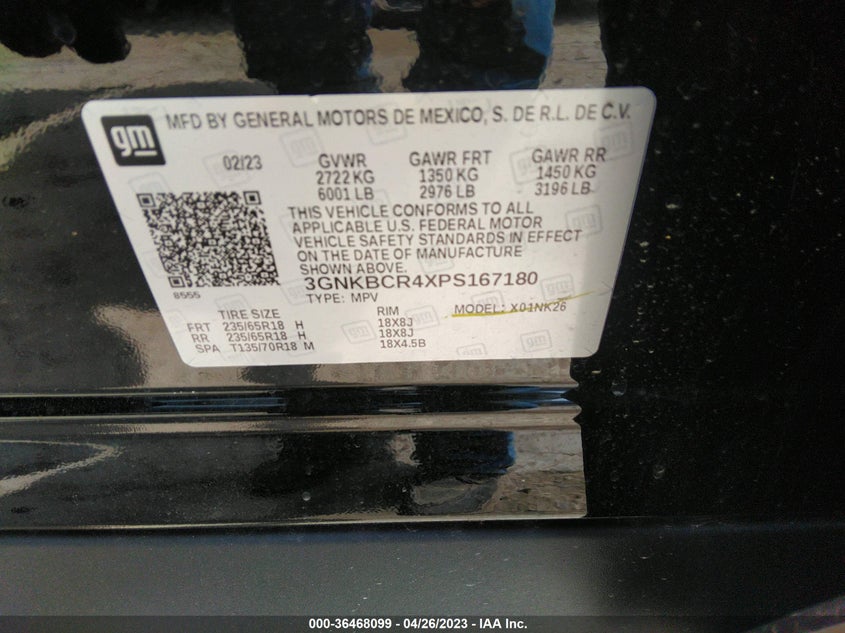 gm
MFD BY GENERAL MOTORS DE MEXICO, S. DE R.L. DE C.V.
02/23 GVWR GAWR FRT GAWR RR
2722 KG 1350 KG 1450 KG
6001 LB 2976 LB 3196 LB
THIS VEHICLE CONFORMS TO ALL
APPLICABLE U.S. FEDERAL MOTOR
VEHICLE SAFETY STANDARDS IN EFFECT
ON THE DATE OF MANUFACTURE
SHOWN ABOVE.
3GNKBCR4XPS167180
8555
TYPE: MPV MODEL: X01NK26
TIRE SIZE RIM
FRT 235/65R18 H 18X8J
RR 235/65R18 H 18X8J
SPA T135/70R18 M 18X4.5B
000-36468099 - 04/26/2023 - IAA Inc.